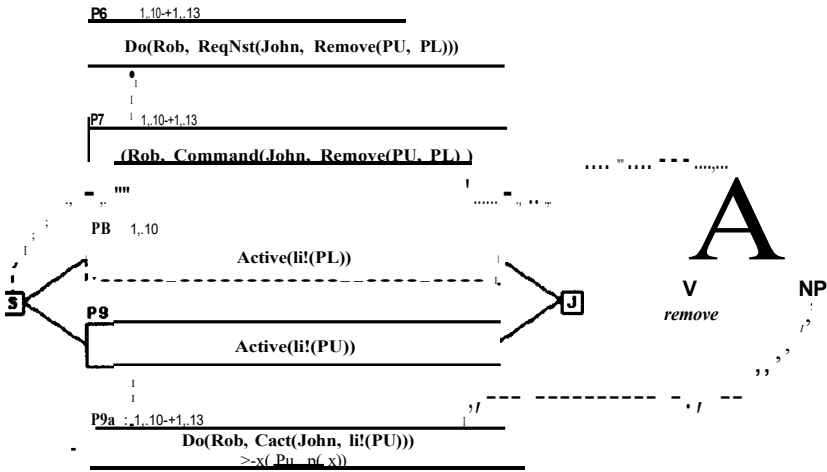 P6 1,.10-+1,.13
Do(Rob, ReqNst(John, Remove(PU, PL)))
P7 1,.10-+1,.13
(Rob, Command(John, Remove(PU, PL) )
PB 1,.10
Active(li!(PL))
A
S
J
V NP
remove
P9
Active(li!(PU))
P9a :.1,.10-+1,.13
Do(Rob, Cact(John, li!(PU)))
>-x( Pu n( x))